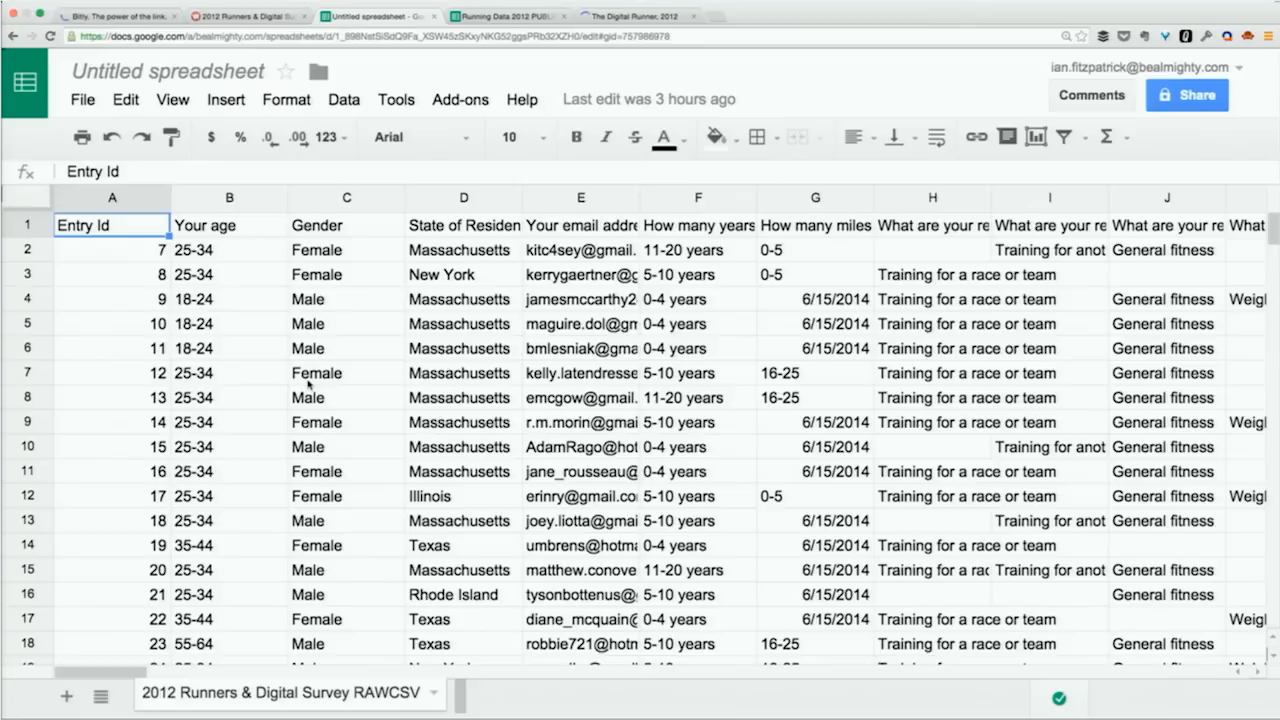 Bitly. The power of the link. 2012 Runners & Digital Su Untitled spreadsheet - Go Running Data 2012 PUB The Digital Runner, 2012
https://docs.google.com/a/bealmighty.com/spreadsheets/d/1_898NstSiSdQ9Fa_XSW45zSKxyNKG52ggsPRb32XZH0/edit#gid=757986978
Untitled spreadsheet
ian.fitzpatrick@bealmighty.com
File Edit View Insert Format Data Tools Add-ons Help Last edit was 3 hours ago
Comments Share
$ % .0 .00 123 Arial 10 B I S A Σ
fx Entry Id
A B C D E F G H I J
1 Entry Id Your age Gender State of Residen Your email addre How many years How many miles What are your re What are your re What are your re What
2 7 25-34 Female Massachusetts kitc4sey@gmail. 11-20 years 0-5 Training for anot General fitness
3 8 25-34 Female New York kerrygaertner@g 5-10 years 0-5 Training for a race or team
4 9 18-24 Male Massachusetts jamesmccarthy2 0-4 years 6/15/2014 Training for a race or team General fitness Weigl
5 10 18-24 Male Massachusetts maguire.dol@gm 0-4 years 6/15/2014 Training for a race or team General fitness
6 11 18-24 Male Massachusetts bmlesniak@gma 0-4 years 6/15/2014 Training for a race or team General fitness
7 12 25-34 Female Massachusetts kelly.latendresse 5-10 years 16-25 Training for a race or team General fitness
8 13 25-34 Male Massachusetts emcgow@gmail. 11-20 years 16-25 Training for a race or team General fitness
9 14 25-34 Female Massachusetts r.m.morin@gmai 5-10 years 6/15/2014 Training for a race or team General fitness Weigl
10 15 25-34 Male Massachusetts AdamRago@hot 0-4 years 6/15/2014 Training for anot General fitness
11 16 25-34 Female Massachusetts jane_rousseau@ 0-4 years 6/15/2014 Training for a race or team General fitness
12 17 25-34 Female Illinois erinry@gmail.co 5-10 years 0-5 Training for a race or team General fitness Weigl
13 18 25-34 Male Massachusetts joey.liotta@gmai 5-10 years 6/15/2014 Training for anot General fitness
14 19 35-44 Female Texas umbrens@hotma 0-4 years 6/15/2014 Training for a race or team
15 20 25-34 Male Massachusetts matthew.conove 11-20 years 6/15/2014 Training for a rac Training for anot General fitness
16 21 25-34 Male Rhode Island tysonbottenus@ 5-10 years 6/15/2014 General fitness
17 22 35-44 Female Texas diane_mcquain@ 0-4 years 6/15/2014 Training for a race or team Weigl
18 23 55-64 Male Texas robbie721@hotm 5-10 years 16-25 Training for a race or team General fitness
2012 Runners & Digital Survey RAWCSV